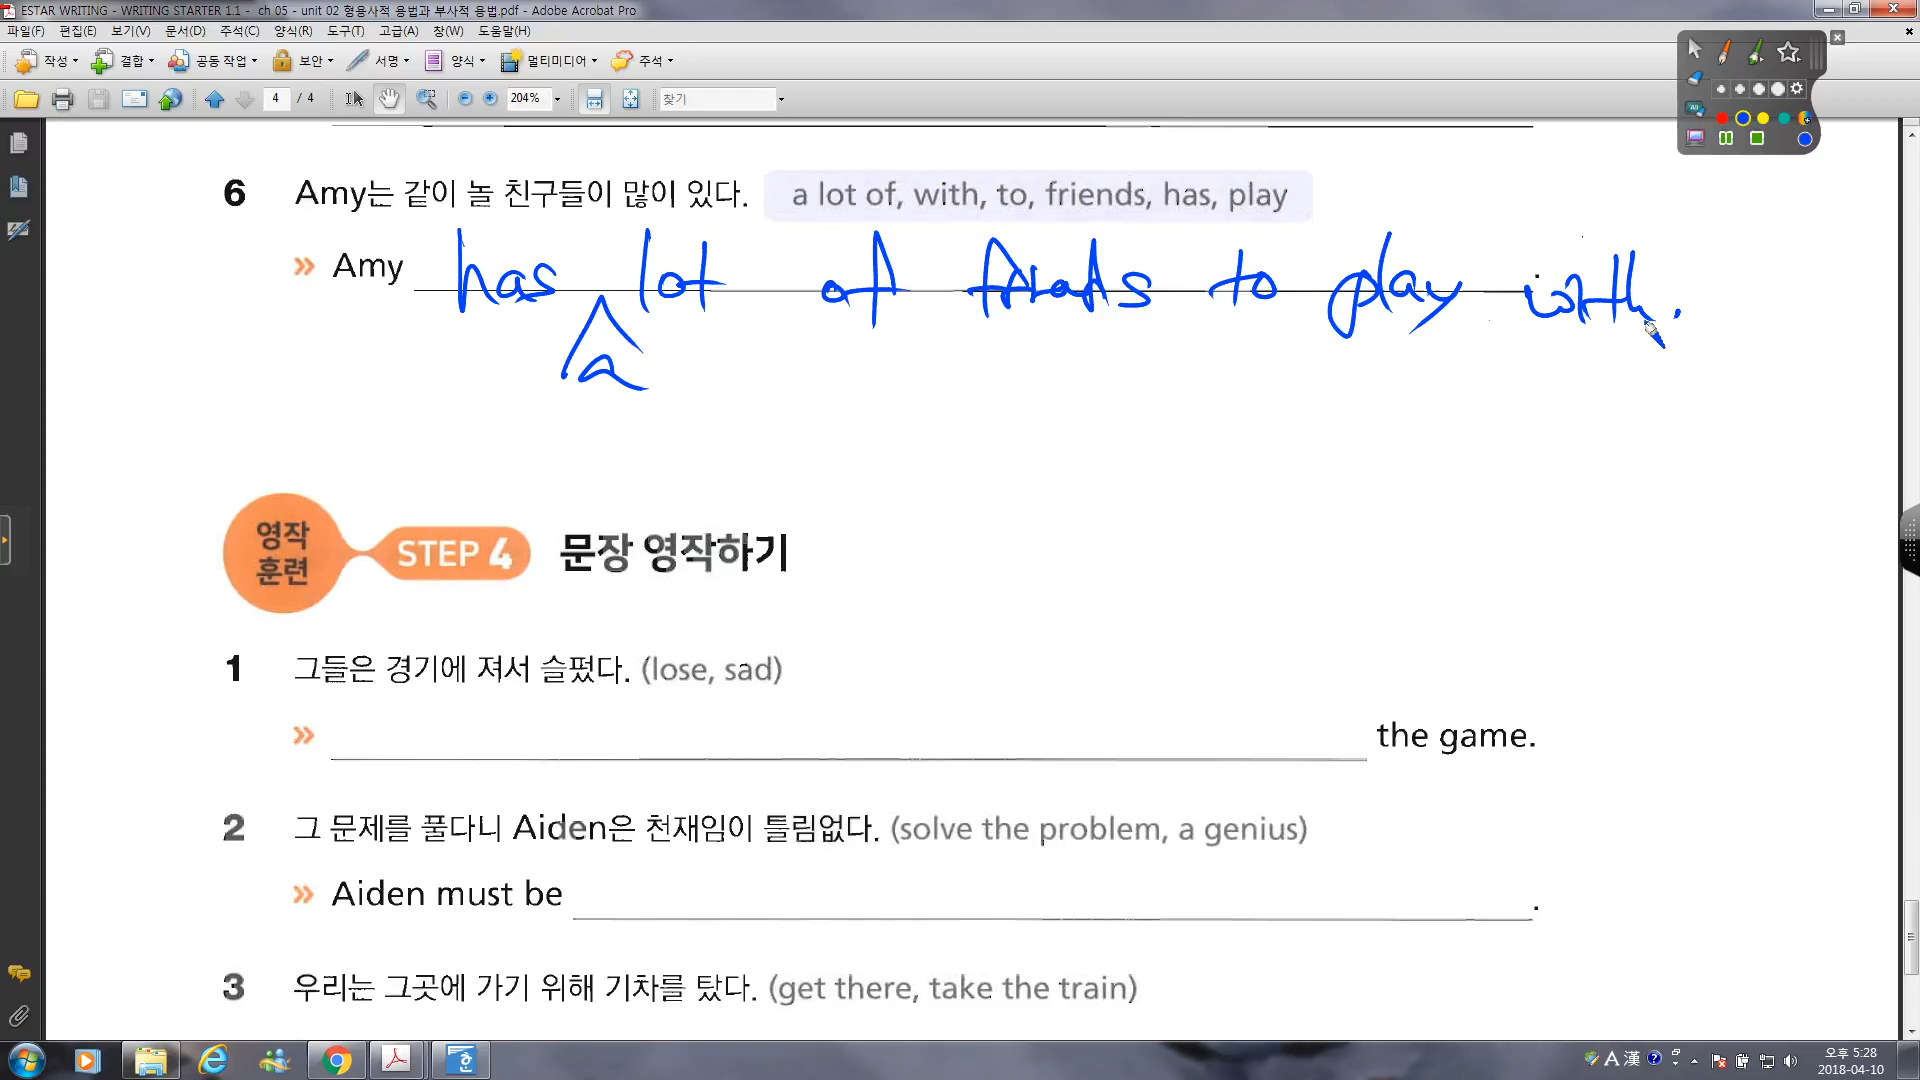 ESTAR WRITING - WRITING STARTER 1.1 - ch 05 - unit 02 형용사적 용법과 부사적 용법.pdf - Adobe Acrobat Pro
파일(F) 편집(E) 보기(V) 문서(D) 주석(C) 양식(R) 도구(T) 고급(A) 창(W) 도움말(H)
작성 결합 공동 작업 보안 서명 양식 멀티미디어 주석
4 / 4 204% 찾기
6 Amy는 같이 놀 친구들이 많이 있다. a lot of, with, to, friends, has, play
» Amy has lot of friends to play with.
a
영작 훈련 STEP 4 문장 영작하기
1 그들은 경기에 져서 슬펐다. (lose, sad)
» the game.
2 그 문제를 풀다니 Aiden은 천재임이 틀림없다. (solve the problem, a genius)
» Aiden must be .
3 우리는 그곳에 가기 위해 기차를 탔다. (get there, take the train)
A 漢 오후 5:28
2018-04-10